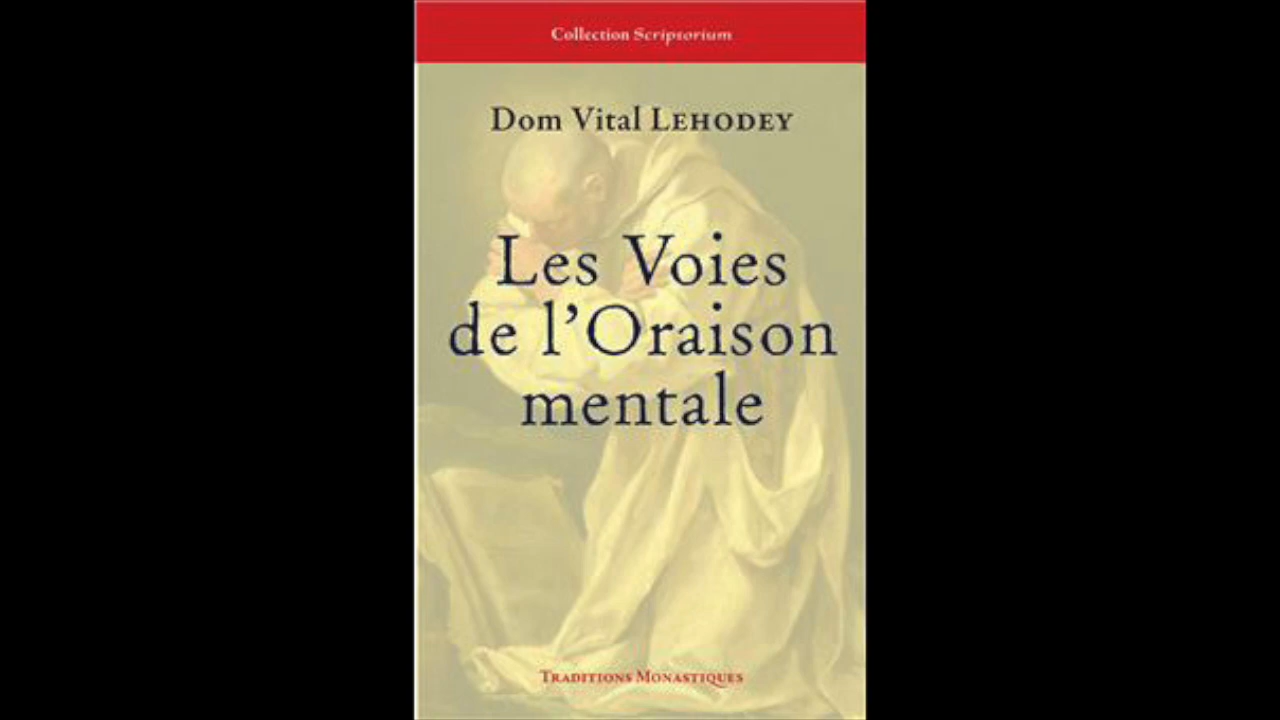 Collection Scriptorium
Dom Vital LEHODEY
Les Voies
de l’Oraison
mentale
TRADITIONS MONASTIQUES